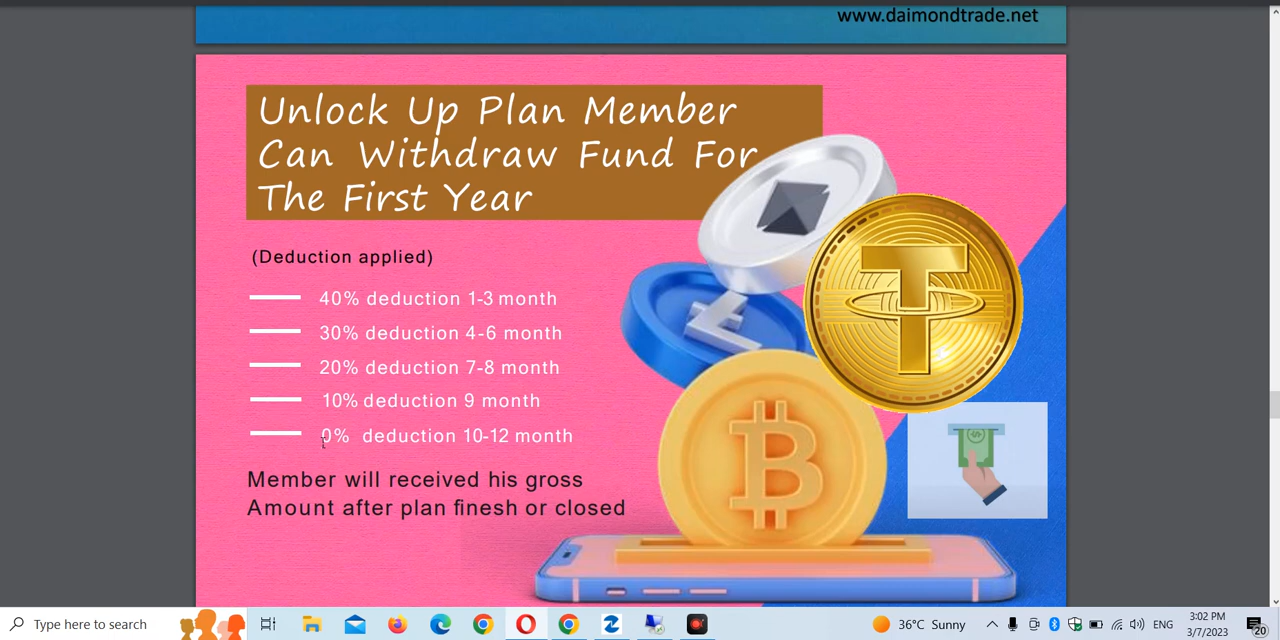 www.daimondtrade.net
Unlock Up Plan Member
Can Withdraw Fund For
The First Year
(Deduction applied)
40% deduction 1-3 month
30% deduction 4-6 month
20% deduction 7-8 month
10% deduction 9 month
0% deduction 10-12 month
Member will received his gross
Amount after plan finesh or closed
Type here to search
36°C Sunny
ENG
3:02 PM
3/7/2023
20